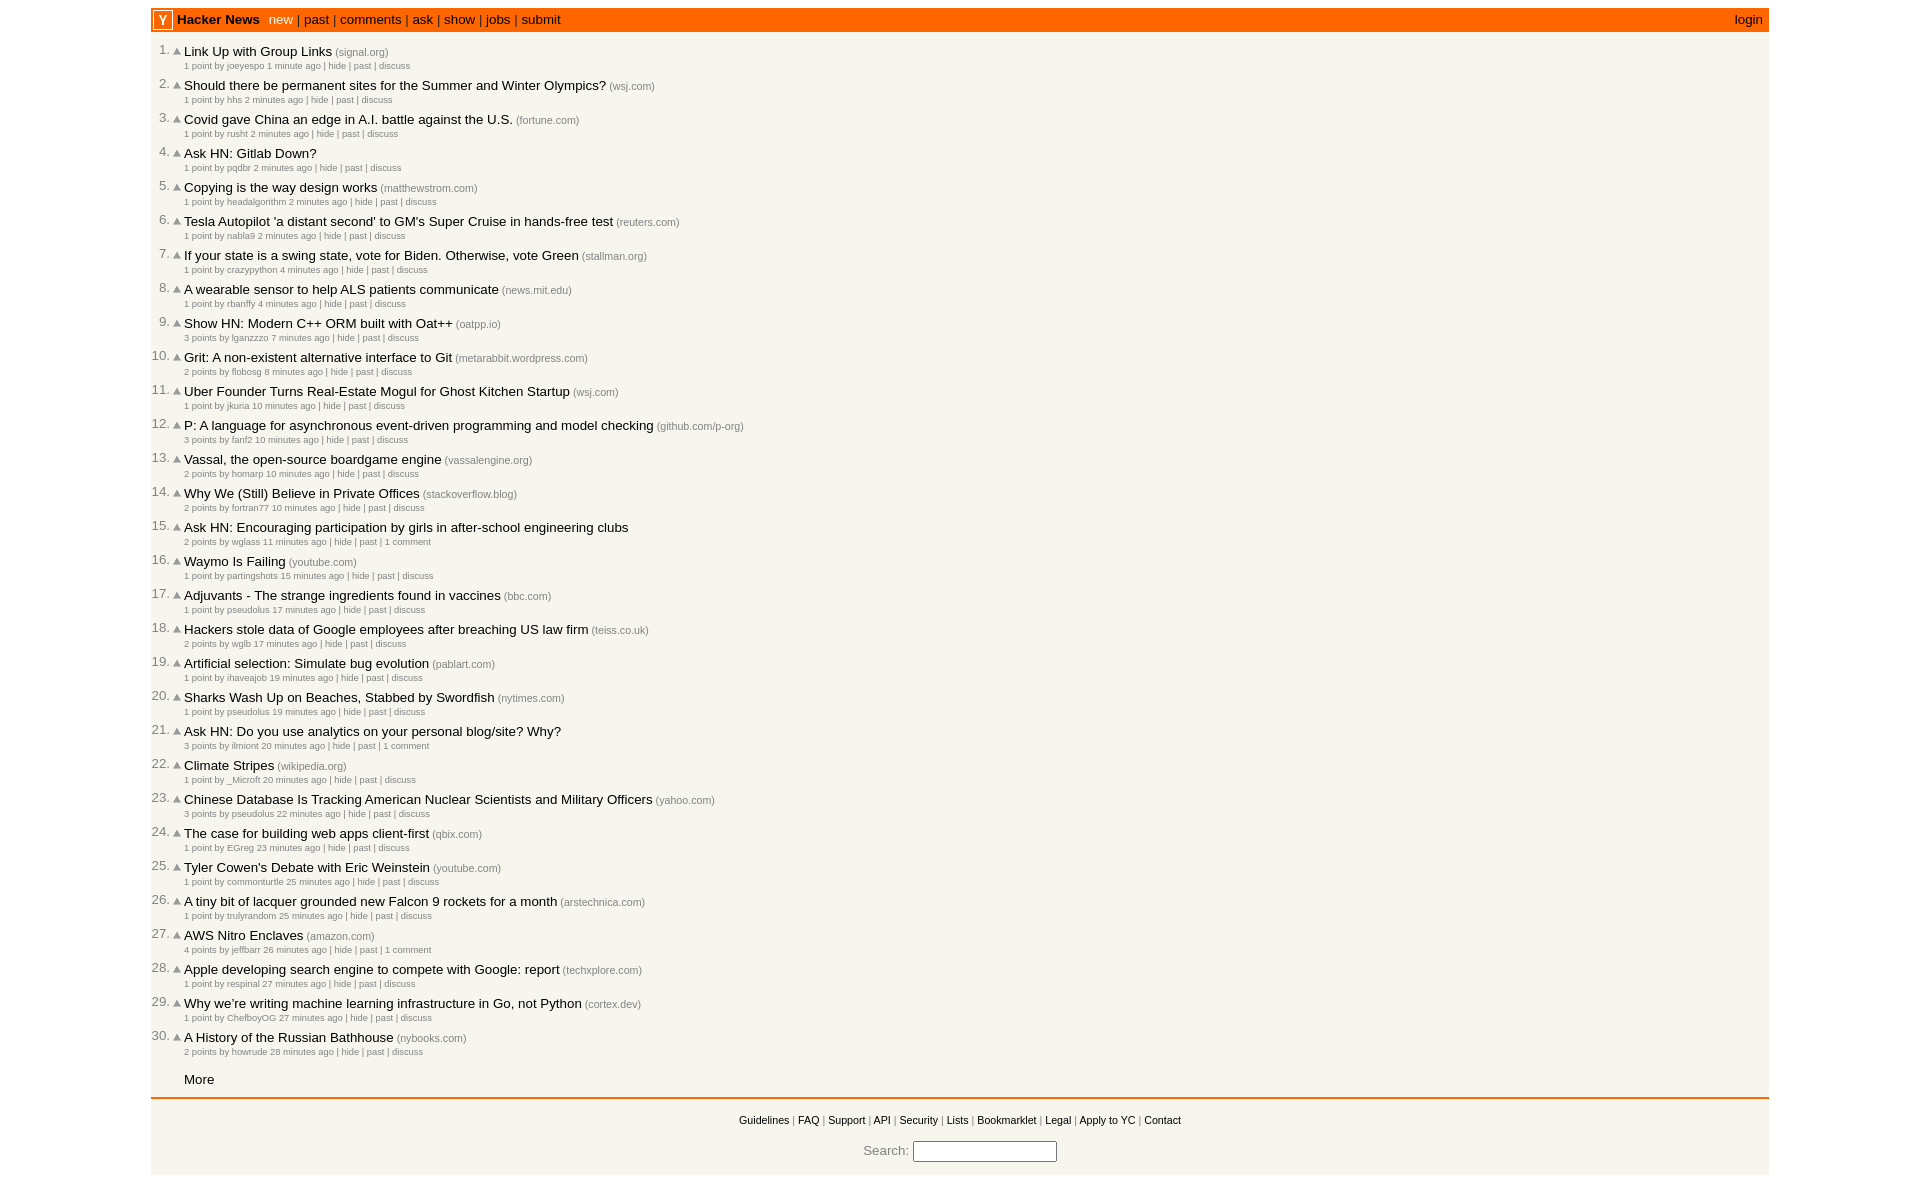 Y Hacker News new | past | comments | ask | show | jobs | submit login
1. Link Up with Group Links (signal.org)
1 point by joeyespo 1 minute ago | hide | past | discuss
2. Should there be permanent sites for the Summer and Winter Olympics? (wsj.com)
1 point by hhs 2 minutes ago | hide | past | discuss
3. Covid gave China an edge in A.I. battle against the U.S. (fortune.com)
1 point by rusht 2 minutes ago | hide | past | discuss
4. Ask HN: Gitlab Down?
1 point by pqdbr 2 minutes ago | hide | past | discuss
5. Copying is the way design works (matthewstrom.com)
1 point by headalgorithm 2 minutes ago | hide | past | discuss
6. Tesla Autopilot 'a distant second' to GM's Super Cruise in hands-free test (reuters.com)
1 point by nabla9 2 minutes ago | hide | past | discuss
7. If your state is a swing state, vote for Biden. Otherwise, vote Green (stallman.org)
1 point by crazypython 4 minutes ago | hide | past | discuss
8. A wearable sensor to help ALS patients communicate (news.mit.edu)
1 point by rbanffy 4 minutes ago | hide | past | discuss
9. Show HN: Modern C++ ORM built with Oat++ (oatpp.io)
3 points by lganzzzo 7 minutes ago | hide | past | discuss
10. Grit: A non-existent alternative interface to Git (metarabbit.wordpress.com)
2 points by flobosg 8 minutes ago | hide | past | discuss
11. Uber Founder Turns Real-Estate Mogul for Ghost Kitchen Startup (wsj.com)
1 point by jkuria 10 minutes ago | hide | past | discuss
12. P: A language for asynchronous event-driven programming and model checking (github.com/p-org)
3 points by fanf2 10 minutes ago | hide | past | discuss
13. Vassal, the open-source boardgame engine (vassalengine.org)
2 points by homarp 10 minutes ago | hide | past | discuss
14. Why We (Still) Believe in Private Offices (stackoverflow.blog)
2 points by fortran77 10 minutes ago | hide | past | discuss
15. Ask HN: Encouraging participation by girls in after-school engineering clubs
2 points by wglass 11 minutes ago | hide | past | 1 comment
16. Waymo Is Failing (youtube.com)
1 point by partingshots 15 minutes ago | hide | past | discuss
17. Adjuvants - The strange ingredients found in vaccines (bbc.com)
1 point by pseudolus 17 minutes ago | hide | past | discuss
18. Hackers stole data of Google employees after breaching US law firm (teiss.co.uk)
2 points by wglb 17 minutes ago | hide | past | discuss
19. Artificial selection: Simulate bug evolution (pablart.com)
1 point by ihaveajob 19 minutes ago | hide | past | discuss
20. Sharks Wash Up on Beaches, Stabbed by Swordfish (nytimes.com)
1 point by pseudolus 19 minutes ago | hide | past | discuss
21. Ask HN: Do you use analytics on your personal blog/site? Why?
3 points by ilmiont 20 minutes ago | hide | past | 1 comment
22. Climate Stripes (wikipedia.org)
1 point by _Microft 20 minutes ago | hide | past | discuss
23. Chinese Database Is Tracking American Nuclear Scientists and Military Officers (yahoo.com)
3 points by pseudolus 22 minutes ago | hide | past | discuss
24. The case for building web apps client-first (qbix.com)
1 point by EGreg 23 minutes ago | hide | past | discuss
25. Tyler Cowen's Debate with Eric Weinstein (youtube.com)
1 point by commonturtle 25 minutes ago | hide | past | discuss
26. A tiny bit of lacquer grounded new Falcon 9 rockets for a month (arstechnica.com)
1 point by trulyrandom 25 minutes ago | hide | past | discuss
27. AWS Nitro Enclaves (amazon.com)
4 points by jeffbarr 26 minutes ago | hide | past | 1 comment
28. Apple developing search engine to compete with Google: report (techxplore.com)
1 point by respinal 27 minutes ago | hide | past | discuss
29. Why we’re writing machine learning infrastructure in Go, not Python (cortex.dev)
1 point by ChefboyOG 27 minutes ago | hide | past | discuss
30. A History of the Russian Bathhouse (nybooks.com)
2 points by howrude 28 minutes ago | hide | past | discuss
More
Guidelines | FAQ | Support | API | Security | Lists | Bookmarklet | Legal | Apply to YC | Contact
Search: